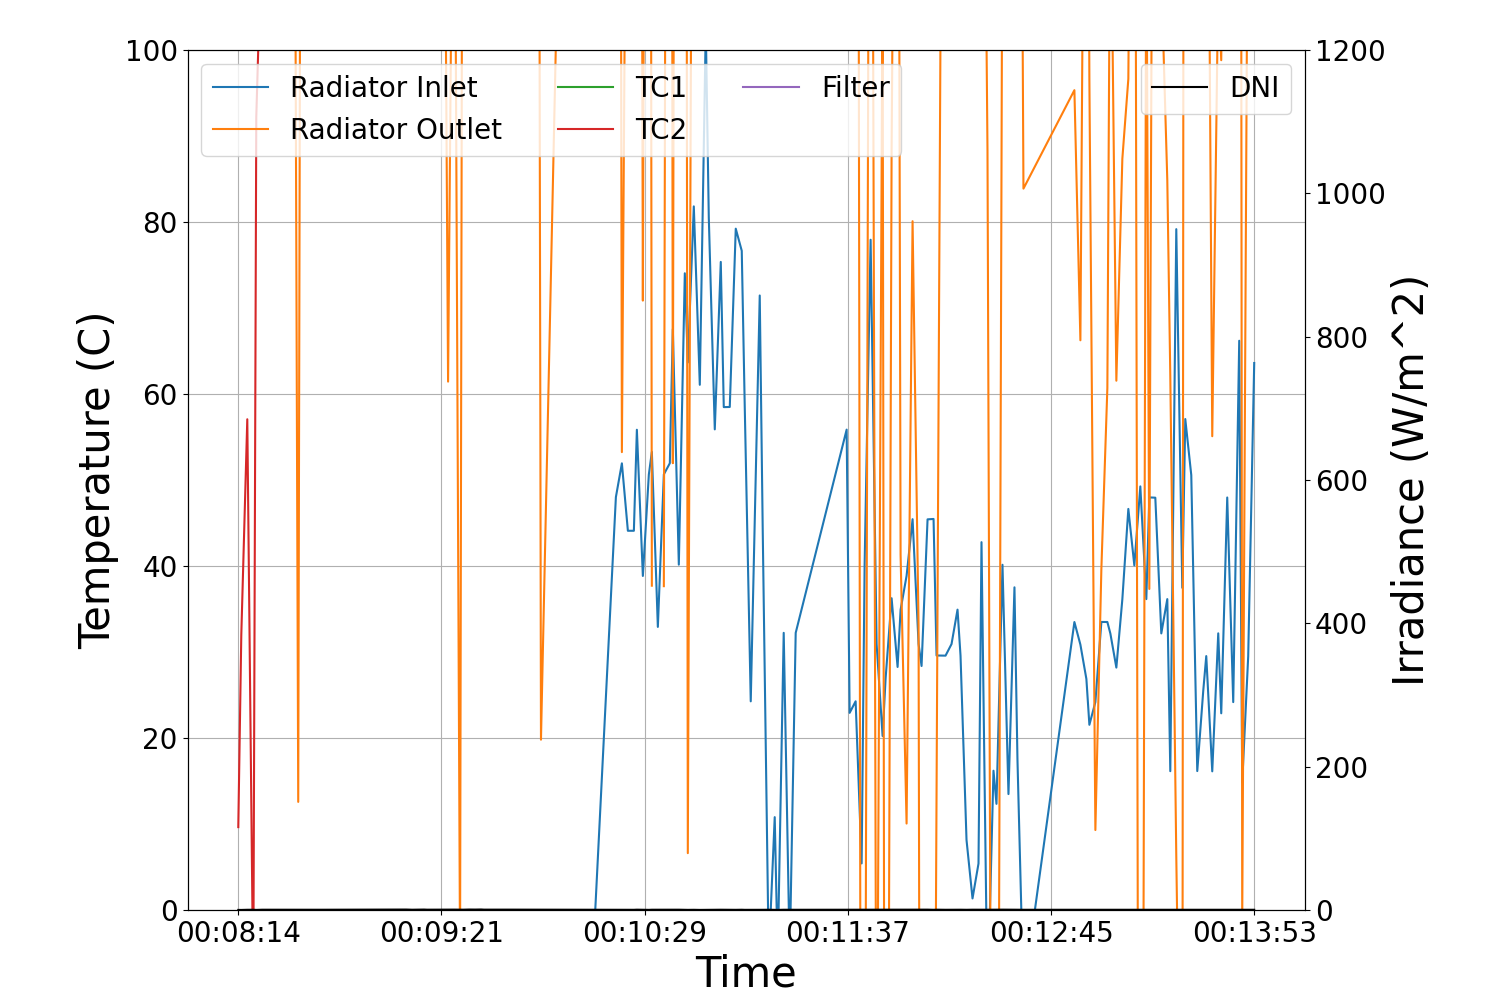 Radiator Inlet
Radiator Outlet
TC1
TC2
Filter
DNI
Temperature (C)
100
80
60
40
20
0
1200
1000
800
600
400
200
0
Irradiance (W/m^2)
00:08:14 00:09:21 00:10:29 00:11:37 00:12:45 00:13:53
Time